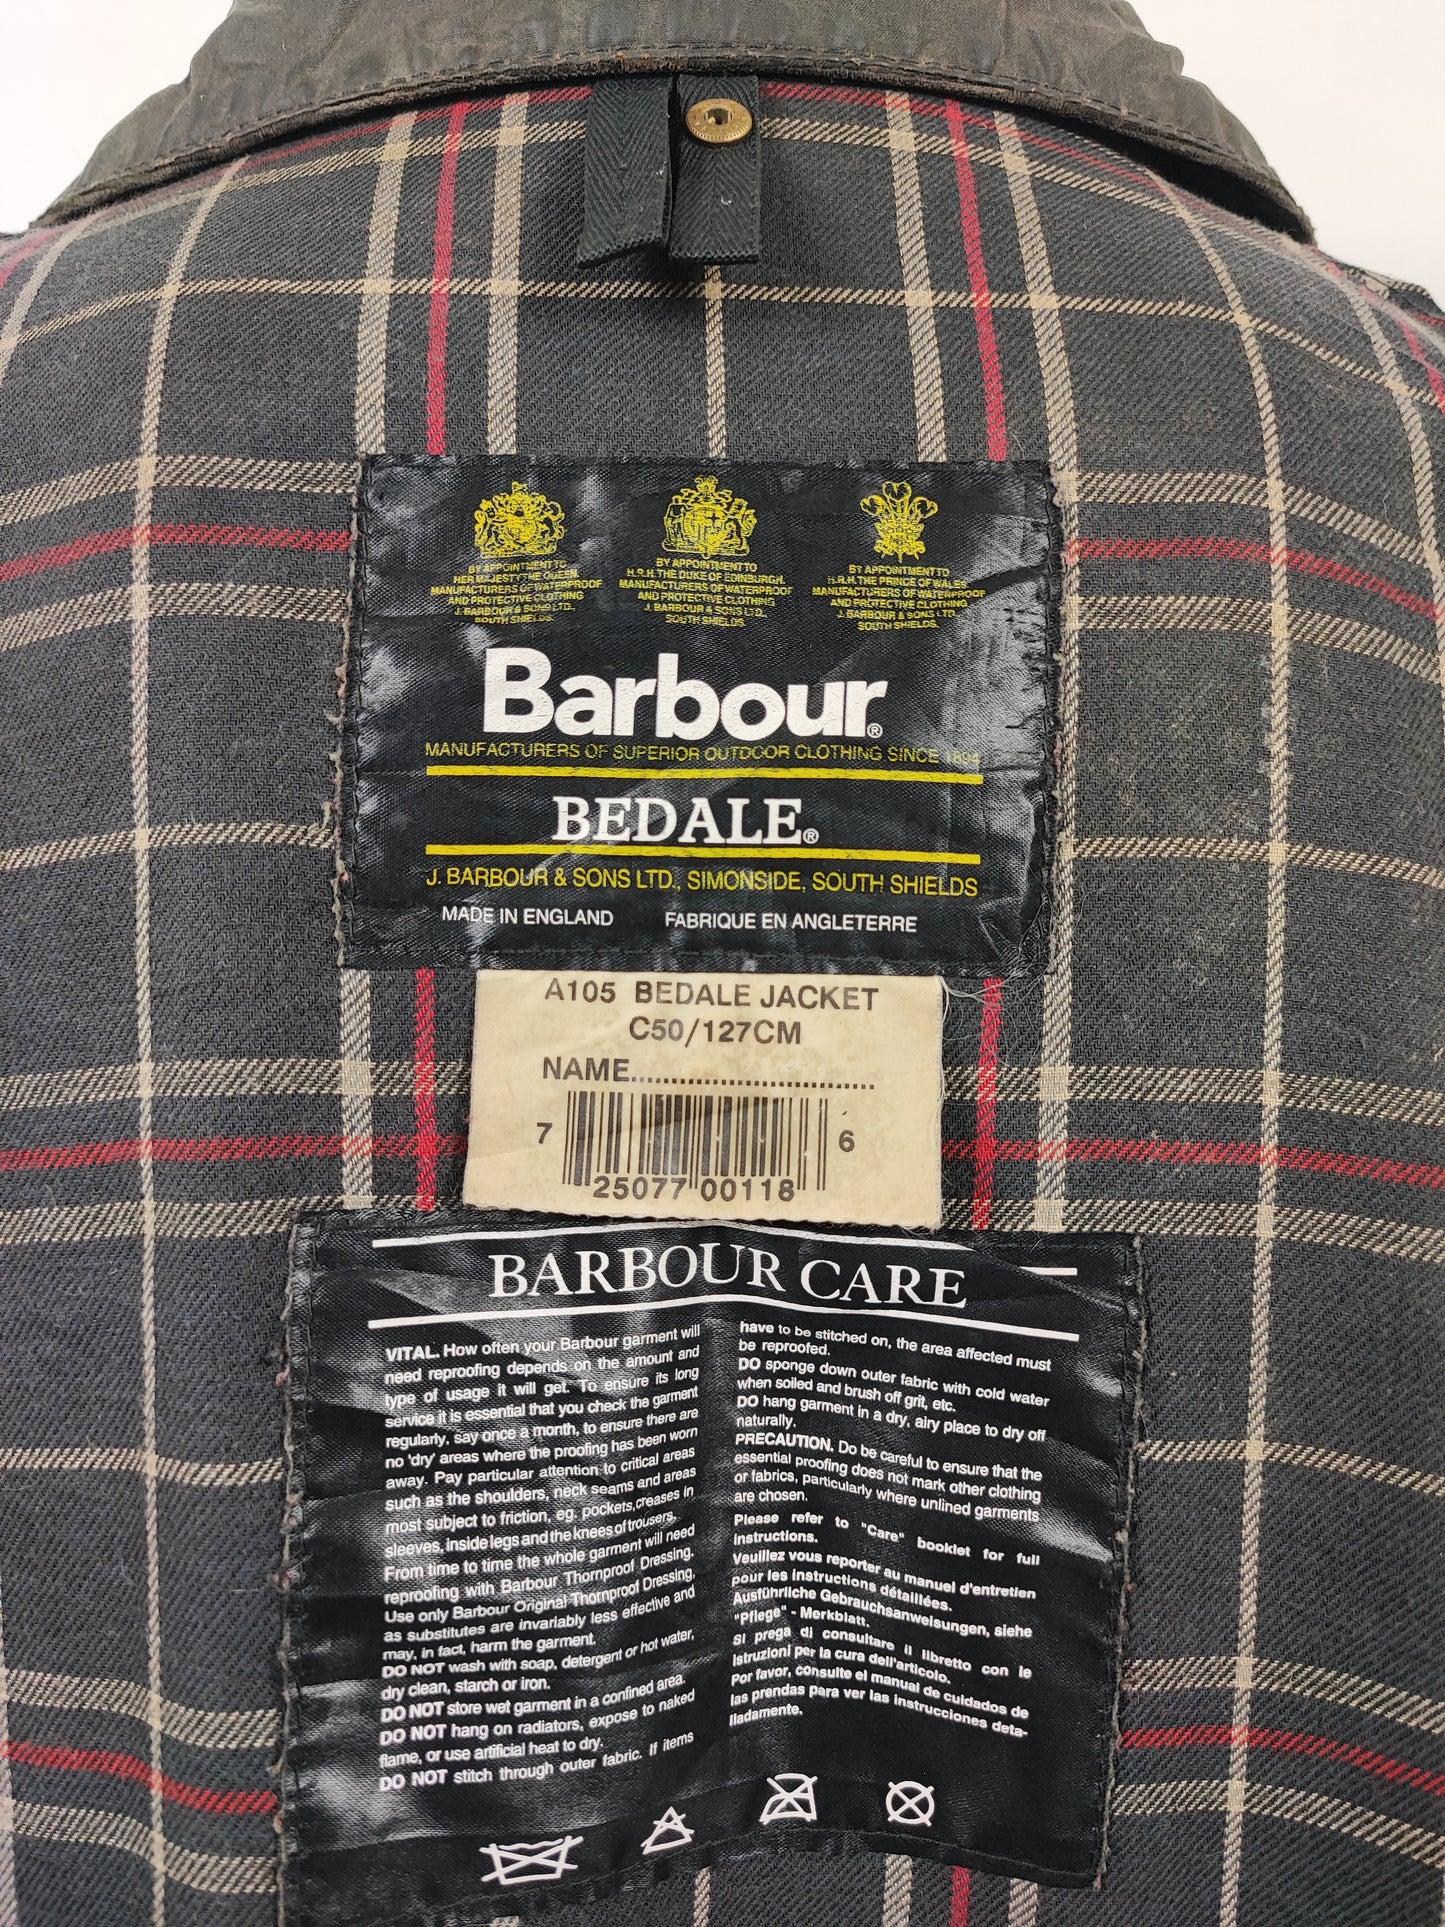 BY APPOINTMENT TO
HER MAJESTY THE QUEEN
MANUFACTURERS OF WATERPROOF
AND PROTECTIVE CLOTHING
J. BARBOUR & SONS LTD.,
SOUTH SHIELDS.
BY APPOINTMENT TO
H.R.H. THE DUKE OF EDINBURGH,
MANUFACTURERS OF WATERPROOF
AND PROTECTIVE CLOTHING
J. BARBOUR & SONS LTD.
SOUTH SHIELDS.
BY APPOINTMENT TO
H.R.H. THE PRINCE OF WALES
MANUFACTURERS OF WATERPROOF
AND PROTECTIVE CLOTHING
J. BARBOUR & SONS LTD.
SOUTH SHIELDS.
Barbour®
MANUFACTURERS OF SUPERIOR OUTDOOR CLOTHING SINCE 1894
BEDALE®
J. BARBOUR & SONS LTD., SIMONSIDE, SOUTH SHIELDS
MADE IN ENGLAND FABRIQUE EN ANGLETERRE
A105 BEDALE JACKET
C50/127CM
NAME................................
7 25077 00118 6
BARBOUR CARE
VITAL. How often your Barbour garment will
need reproofing depends on the amount and
type of usage it will get. To ensure its long
service it is essential that you check the garment
regularly, say once a month, to ensure there are
no 'dry' areas where the proofing has been worn
away. Pay particular attention to critical areas
such as the shoulders, neck seams and areas
most subject to friction, eg. pockets,creases in
sleeves, inside legs and the knees of trousers.
From time to time the whole garment will need
reproofing with Barbour Thornproof Dressing.
Use only Barbour Original Thornproof Dressing,
as substitutes are invariably less effective and
may, in fact, harm the garment.
DO NOT wash with soap, detergent or hot water,
dry clean, starch or iron.
DO NOT store wet garment in a confined area.
DO NOT hang on radiators, expose to naked
flame, or use artificial heat to dry.
DO NOT stitch through outer fabric. If items
have to be stitched on, the area affected must
be reproofed.
DO sponge down outer fabric with cold water
when soiled and brush off grit, etc.
DO hang garment in a dry, airy place to dry off
naturally.
PRECAUTION. Do be careful to ensure that the
essential proofing does not mark other clothing
or fabrics, particularly where unlined garments
are chosen.
Please refer to "Care" booklet for full
instructions.
Veuillez vous reporter au manuel d'entretien
pour les instructions détaillées.
Ausführliche Gebrauchsanweisungen, siehe
"Pflege" - Merkblatt.
Si prega di consultare il libretto con le
istruzioni per la cura dell'articolo.
Por favor, consulte el manual de cuidados de
las prendas para ver las instrucciones deta-
lladamente.